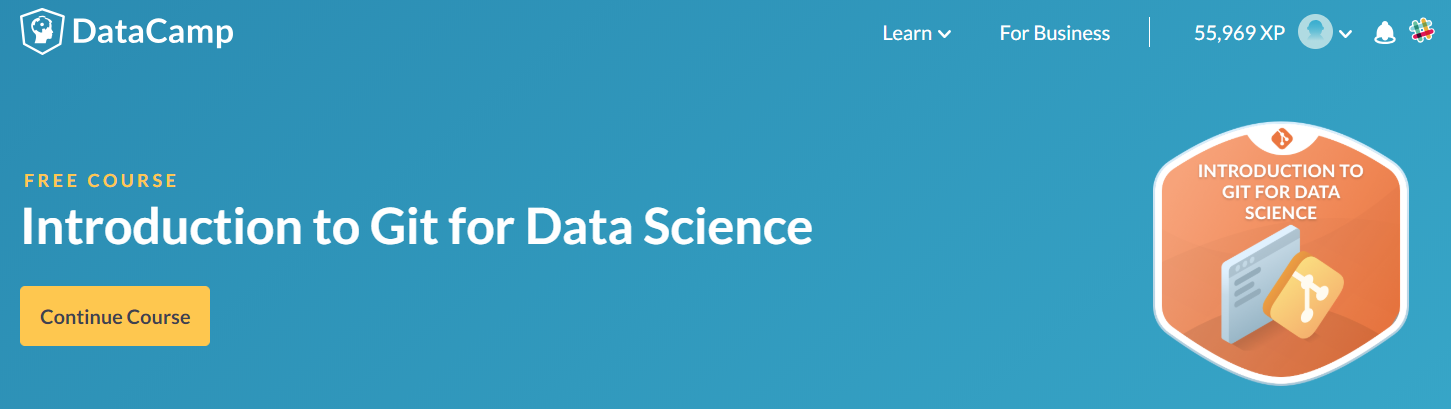 DataCamp
Learn
For Business
55,969 XP
FREE COURSE
Introduction to Git for Data Science
Continue Course
INTRODUCTION TO
GIT FOR DATA
SCIENCE